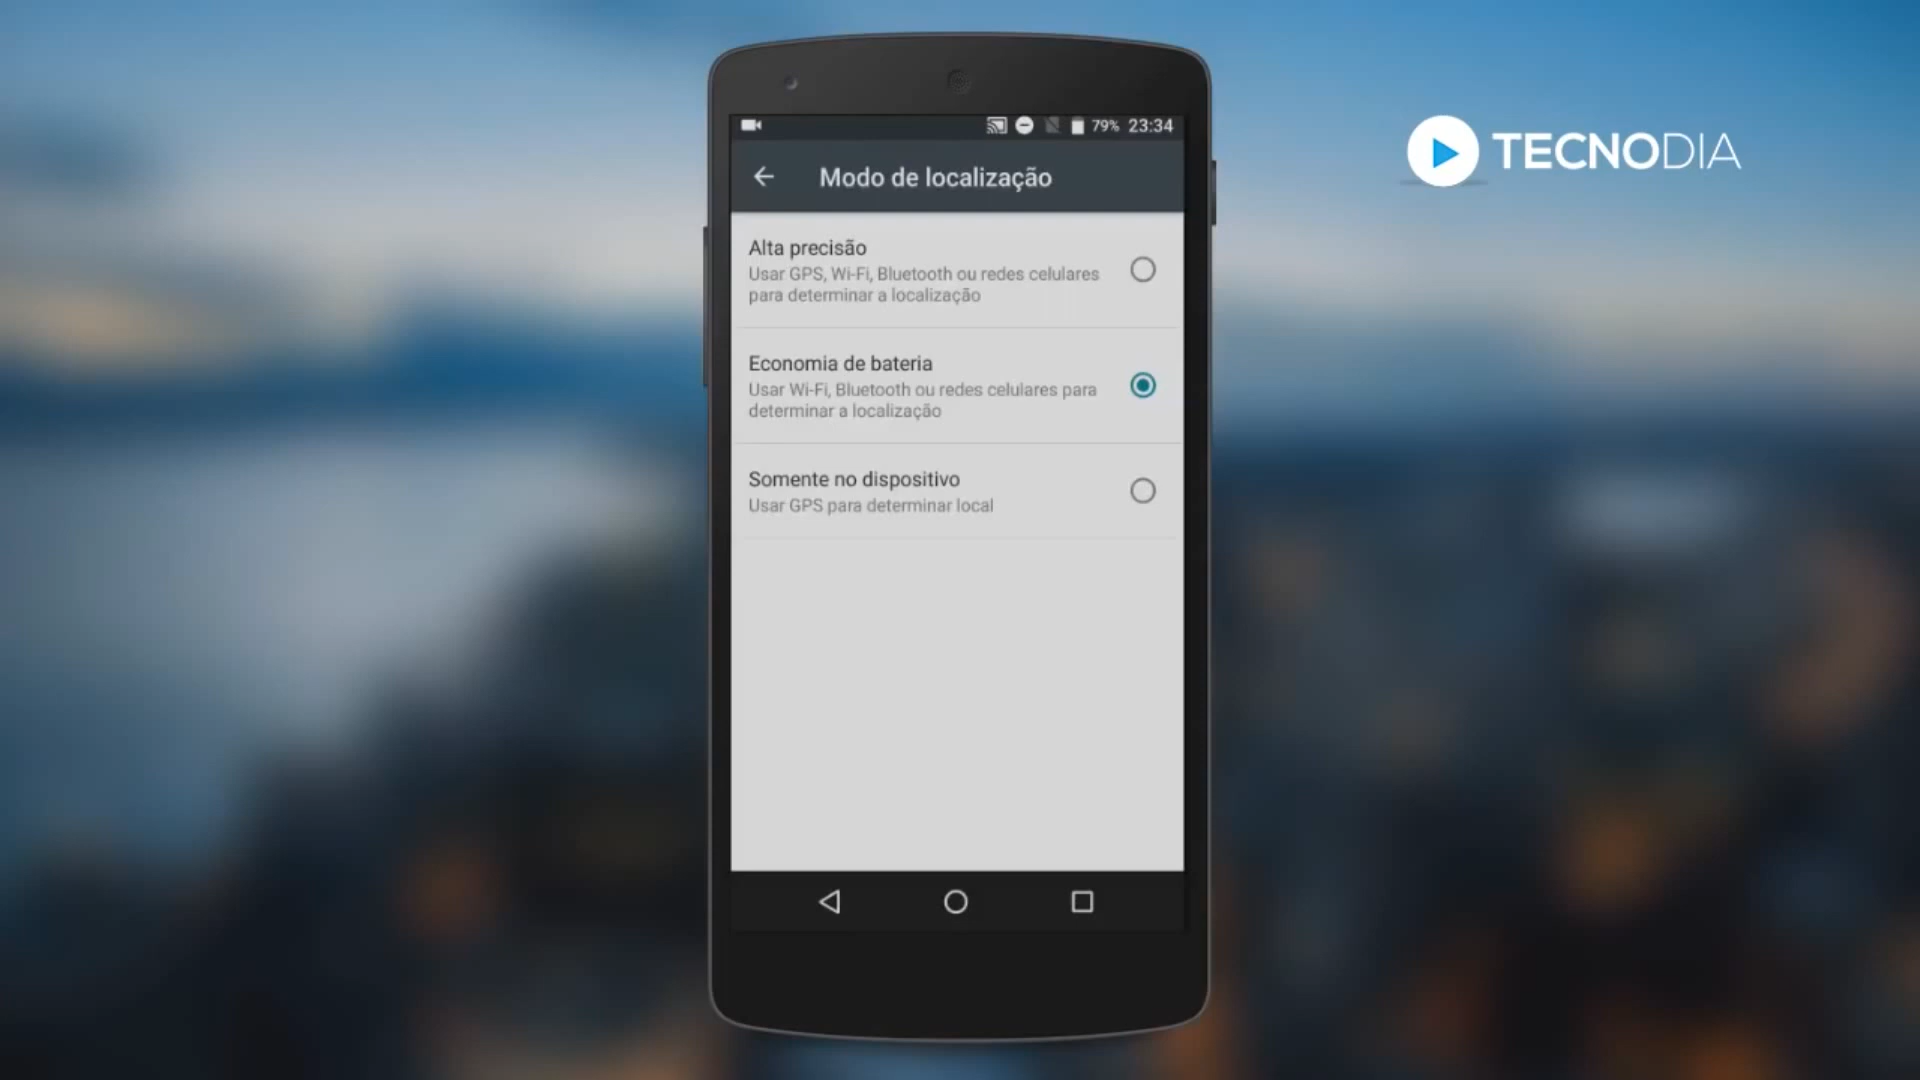 79% 23:34
TECNODIA
Modo de localização
Alta precisão
Usar GPS, Wi-Fi, Bluetooth ou redes celulares
para determinar a localização
Economia de bateria
Usar Wi-Fi, Bluetooth ou redes celulares para
determinar a localização
Somente no dispositivo
Usar GPS para determinar local